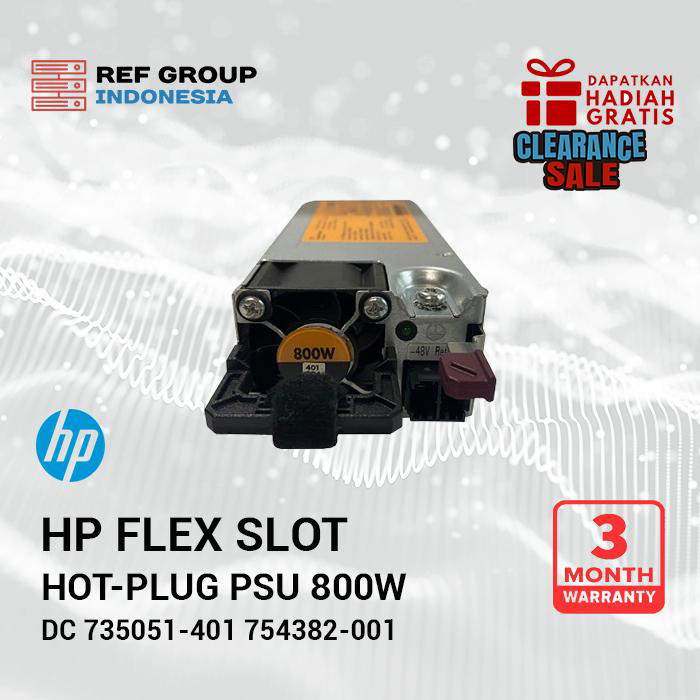 REF GROUP
INDONESIA
DAPATKAN
HADIAH
GRATIS
CLEARANCE
SALE
800W
401
-48V Ret
hp
HP FLEX SLOT
HOT-PLUG PSU 800W
DC 735051-401 754382-001
3
MONTH
WARRANTY